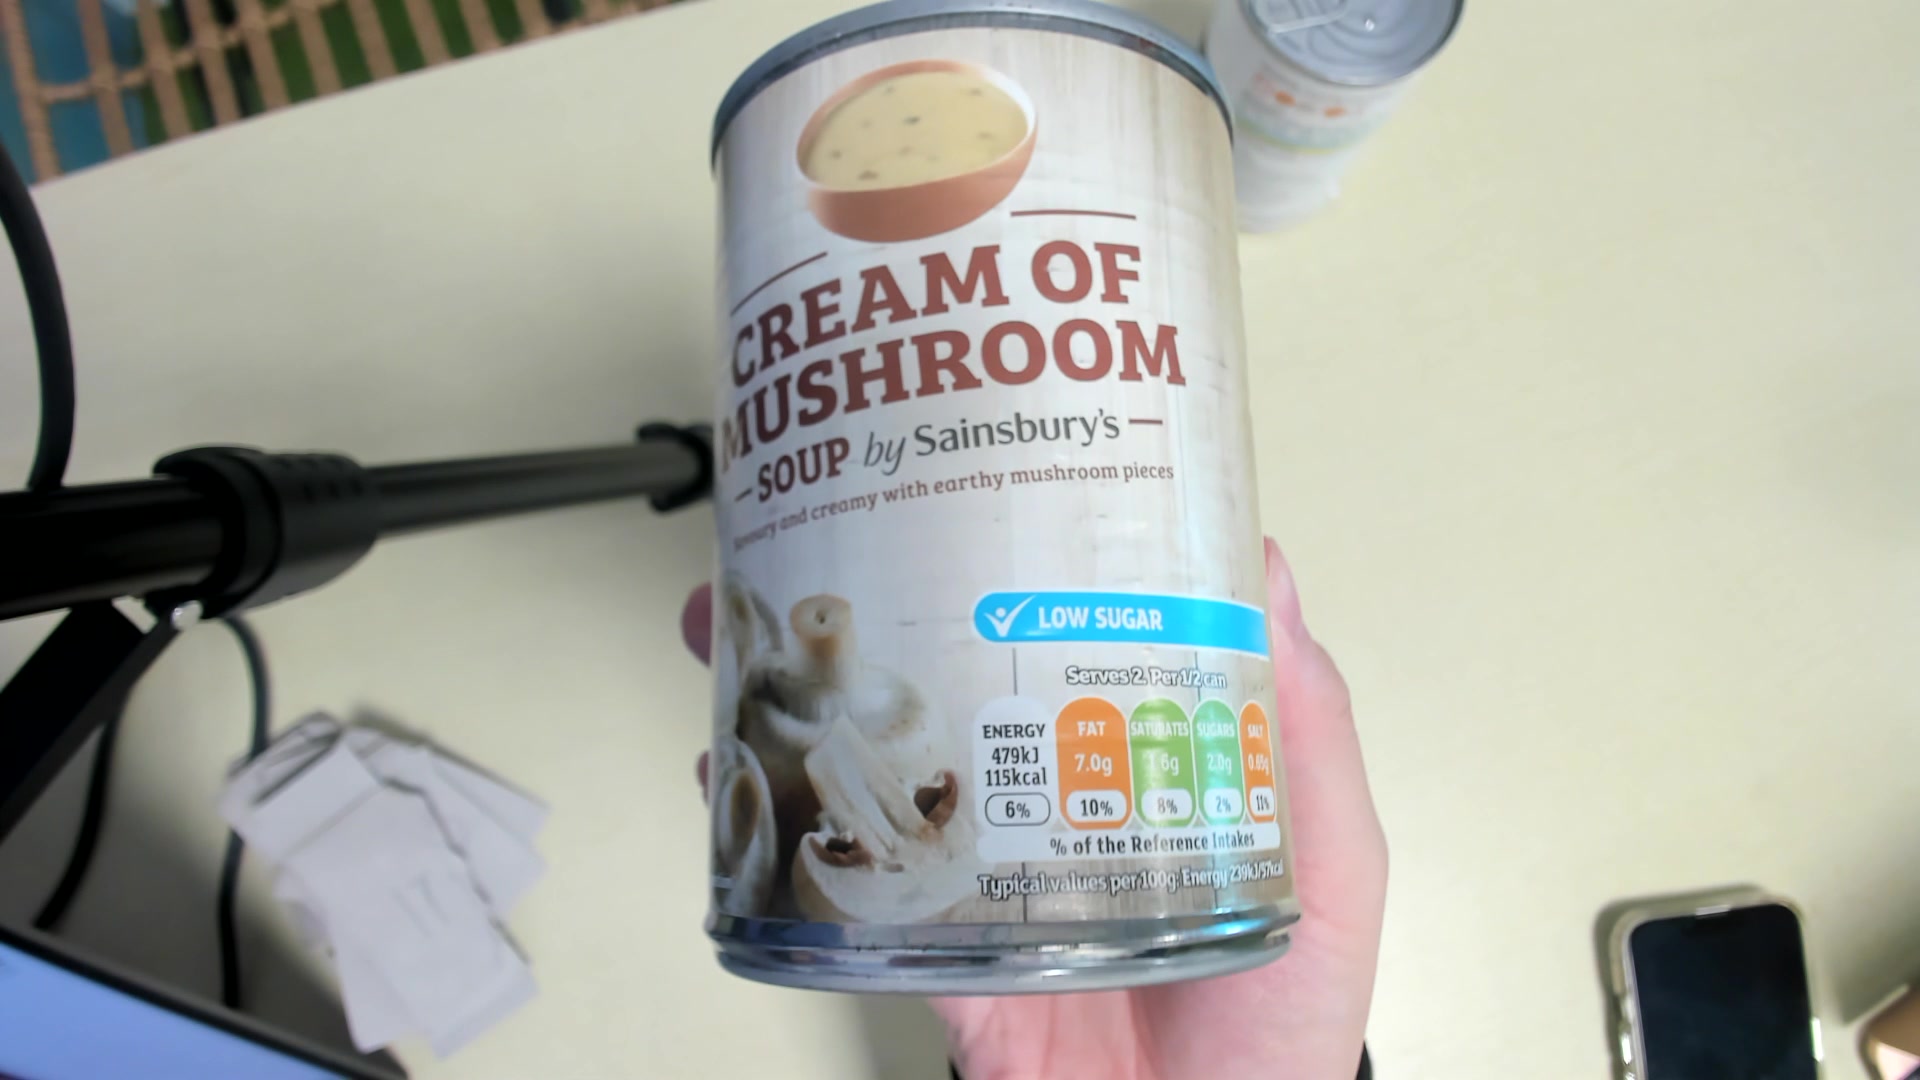 CREAM OF
MUSHROOM
SOUP by Sainsbury's
Savoury and creamy with earthy mushroom pieces
LOW SUGAR
Serves 2. Per 1/2 can
ENERGY FAT SATURATES SUGARS SALT
479kJ
115kcal 7.0g 1.6g 2.0g 0.65g
6% 10% 8% 2% 11%
% of the Reference Intakes
Typical values per 100g: Energy 239kJ/57kcal